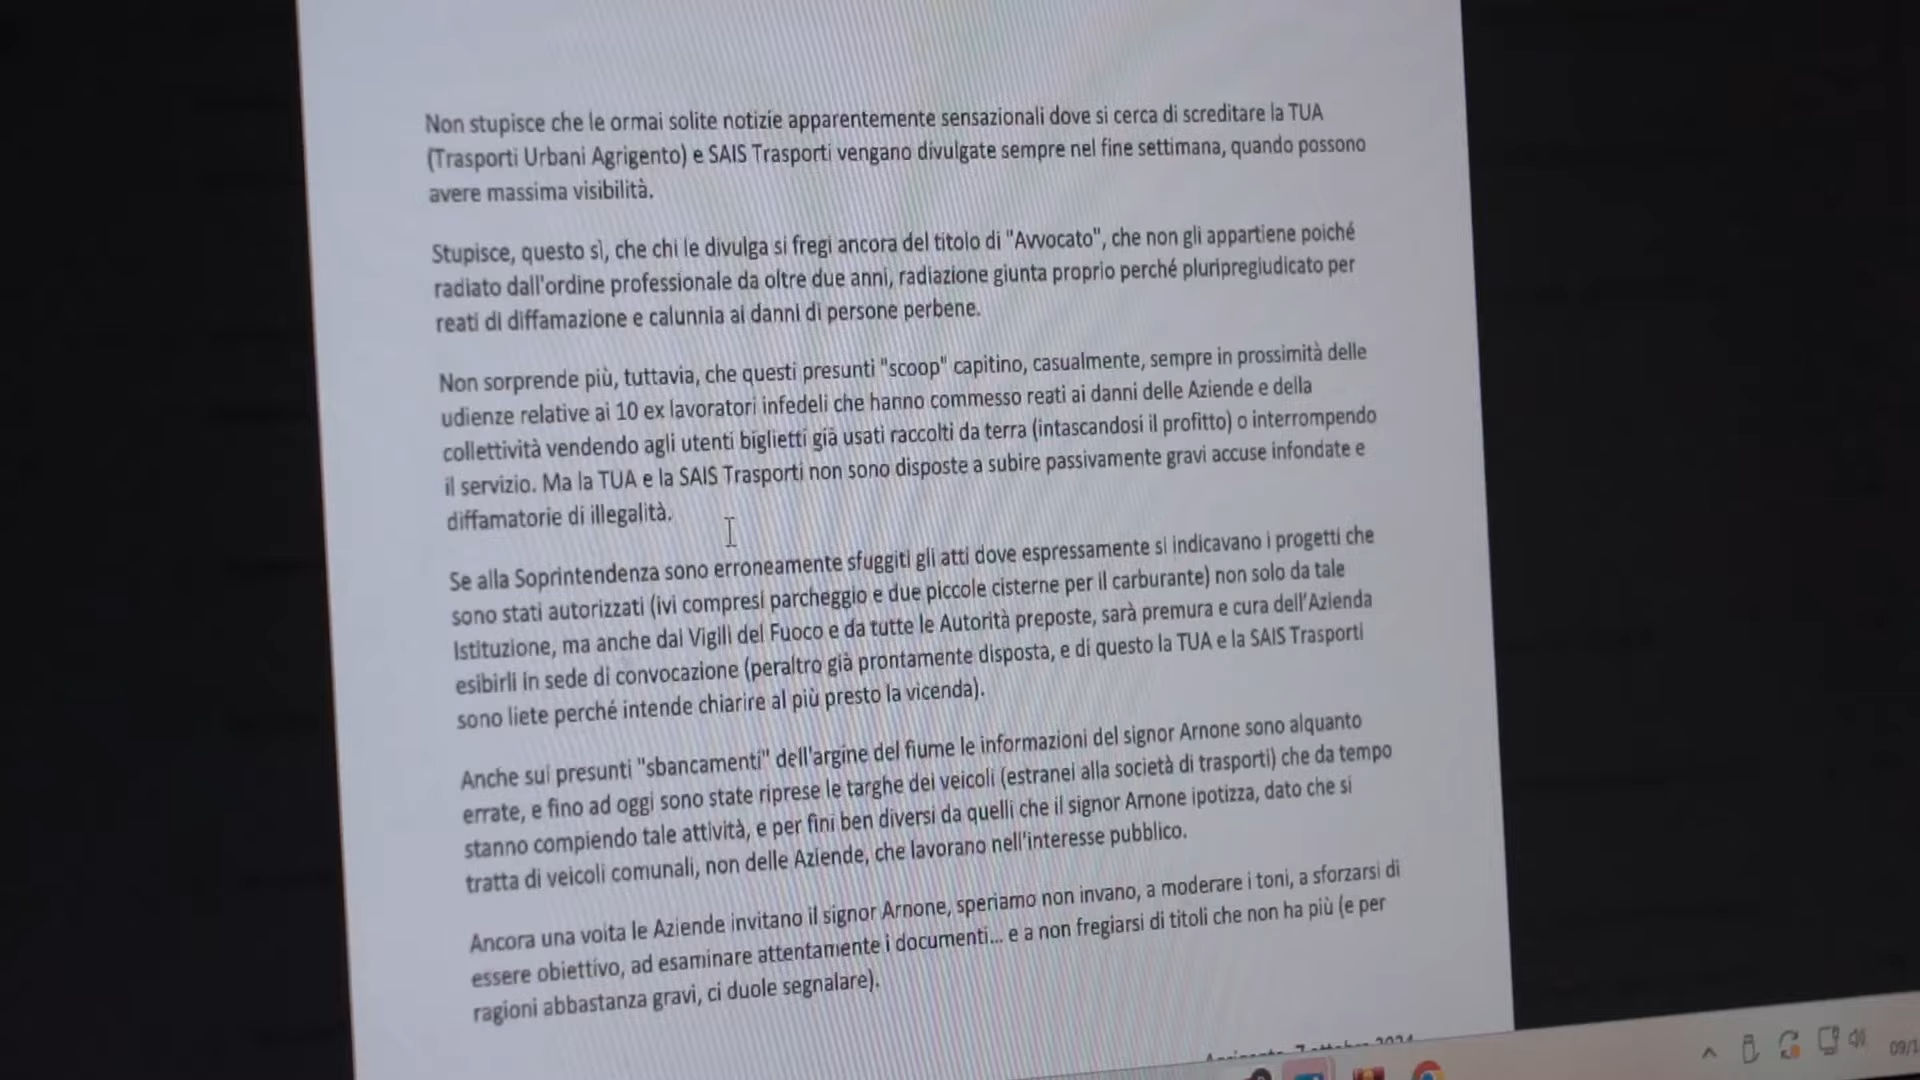 Non stupisce che le ormai solite notizie apparentemente sensazionali dove si cerca di screditare la TUA
(Trasporti Urbani Agrigento) e SAIS Trasporti vengano divulgate sempre nel fine settimana, quando possono
avere massima visibilità.
Stupisce, questo sì, che chi le divulga si fregi ancora del titolo di "Avvocato", che non gli appartiene poiché
radiato dall'ordine professionale da oltre due anni, radiazione giunta proprio perché pluripregiudicato per
reati di diffamazione e calunnia ai danni di persone perbene.
Non sorprende più, tuttavia, che questi presunti "scoop" capitino, casualmente, sempre in prossimità delle
udienze relative ai 10 ex lavoratori infedeli che hanno commesso reati ai danni delle Aziende e della
collettività vendendo agli utenti biglietti già usati raccolti da terra (intascandosi il profitto) o interrompendo
il servizio. Ma la TUA e la SAIS Trasporti non sono disposte a subire passivamente gravi accuse infondate e
diffamatorie di illegalità.
Se alla Soprintendenza sono erroneamente sfuggiti gli atti dove espressamente si indicavano i progetti che
sono stati autorizzati (ivi compresi parcheggio e due piccole cisterne per il carburante) non solo da tale
Istituzione, ma anche dai Vigili del Fuoco e da tutte le Autorità preposte, sarà premura e cura dell'Azienda
esibirli in sede di convocazione (peraltro già prontamente disposta, e di questo la TUA e la SAIS Trasporti
sono liete perché intende chiarire al più presto la vicenda).
Anche sui presunti "sbancamenti" dell'argine del fiume le informazioni del signor Arnone sono alquanto
errate, e fino ad oggi sono state riprese le targhe dei veicoli (estranei alla società di trasporti) che da tempo
stanno compiendo tale attività, e per fini ben diversi da quelli che il signor Arnone ipotizza, dato che si
tratta di veicoli comunali, non delle Aziende, che lavorano nell'interesse pubblico.
Ancora una volta le Aziende invitano il signor Arnone, speriamo non invano, a moderare i toni, a sforzarsi di
essere obiettivo, ad esaminare attentamente i documenti... e a non fregiarsi di titoli che non ha più (e per
ragioni abbastanza gravi, ci duole segnalare).
Agrigento, 7 ottobre 2024
09/1